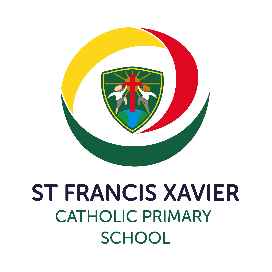 ST FRANCIS XAVIER
CATHOLIC PRIMARY
SCHOOL